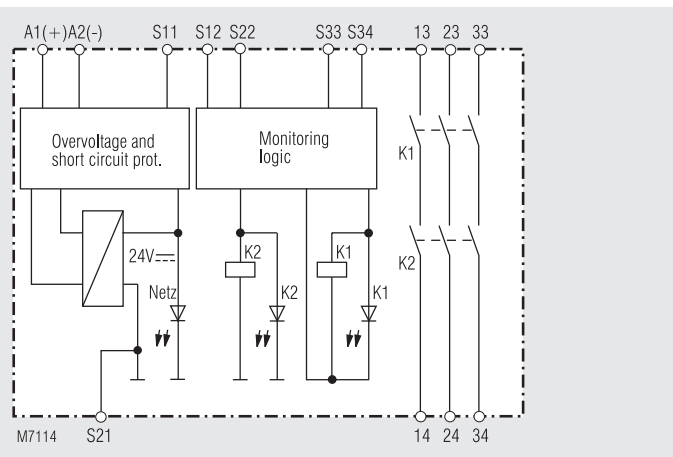 A1(+) A2(-) S11 S12 S22 S33 S34 13 23 33
Overvoltage and
short circuit prot.
Monitoring
logic
K1
K2
24V
K2
K1
Netz
K2
K1
M7114 S21 14 24 34